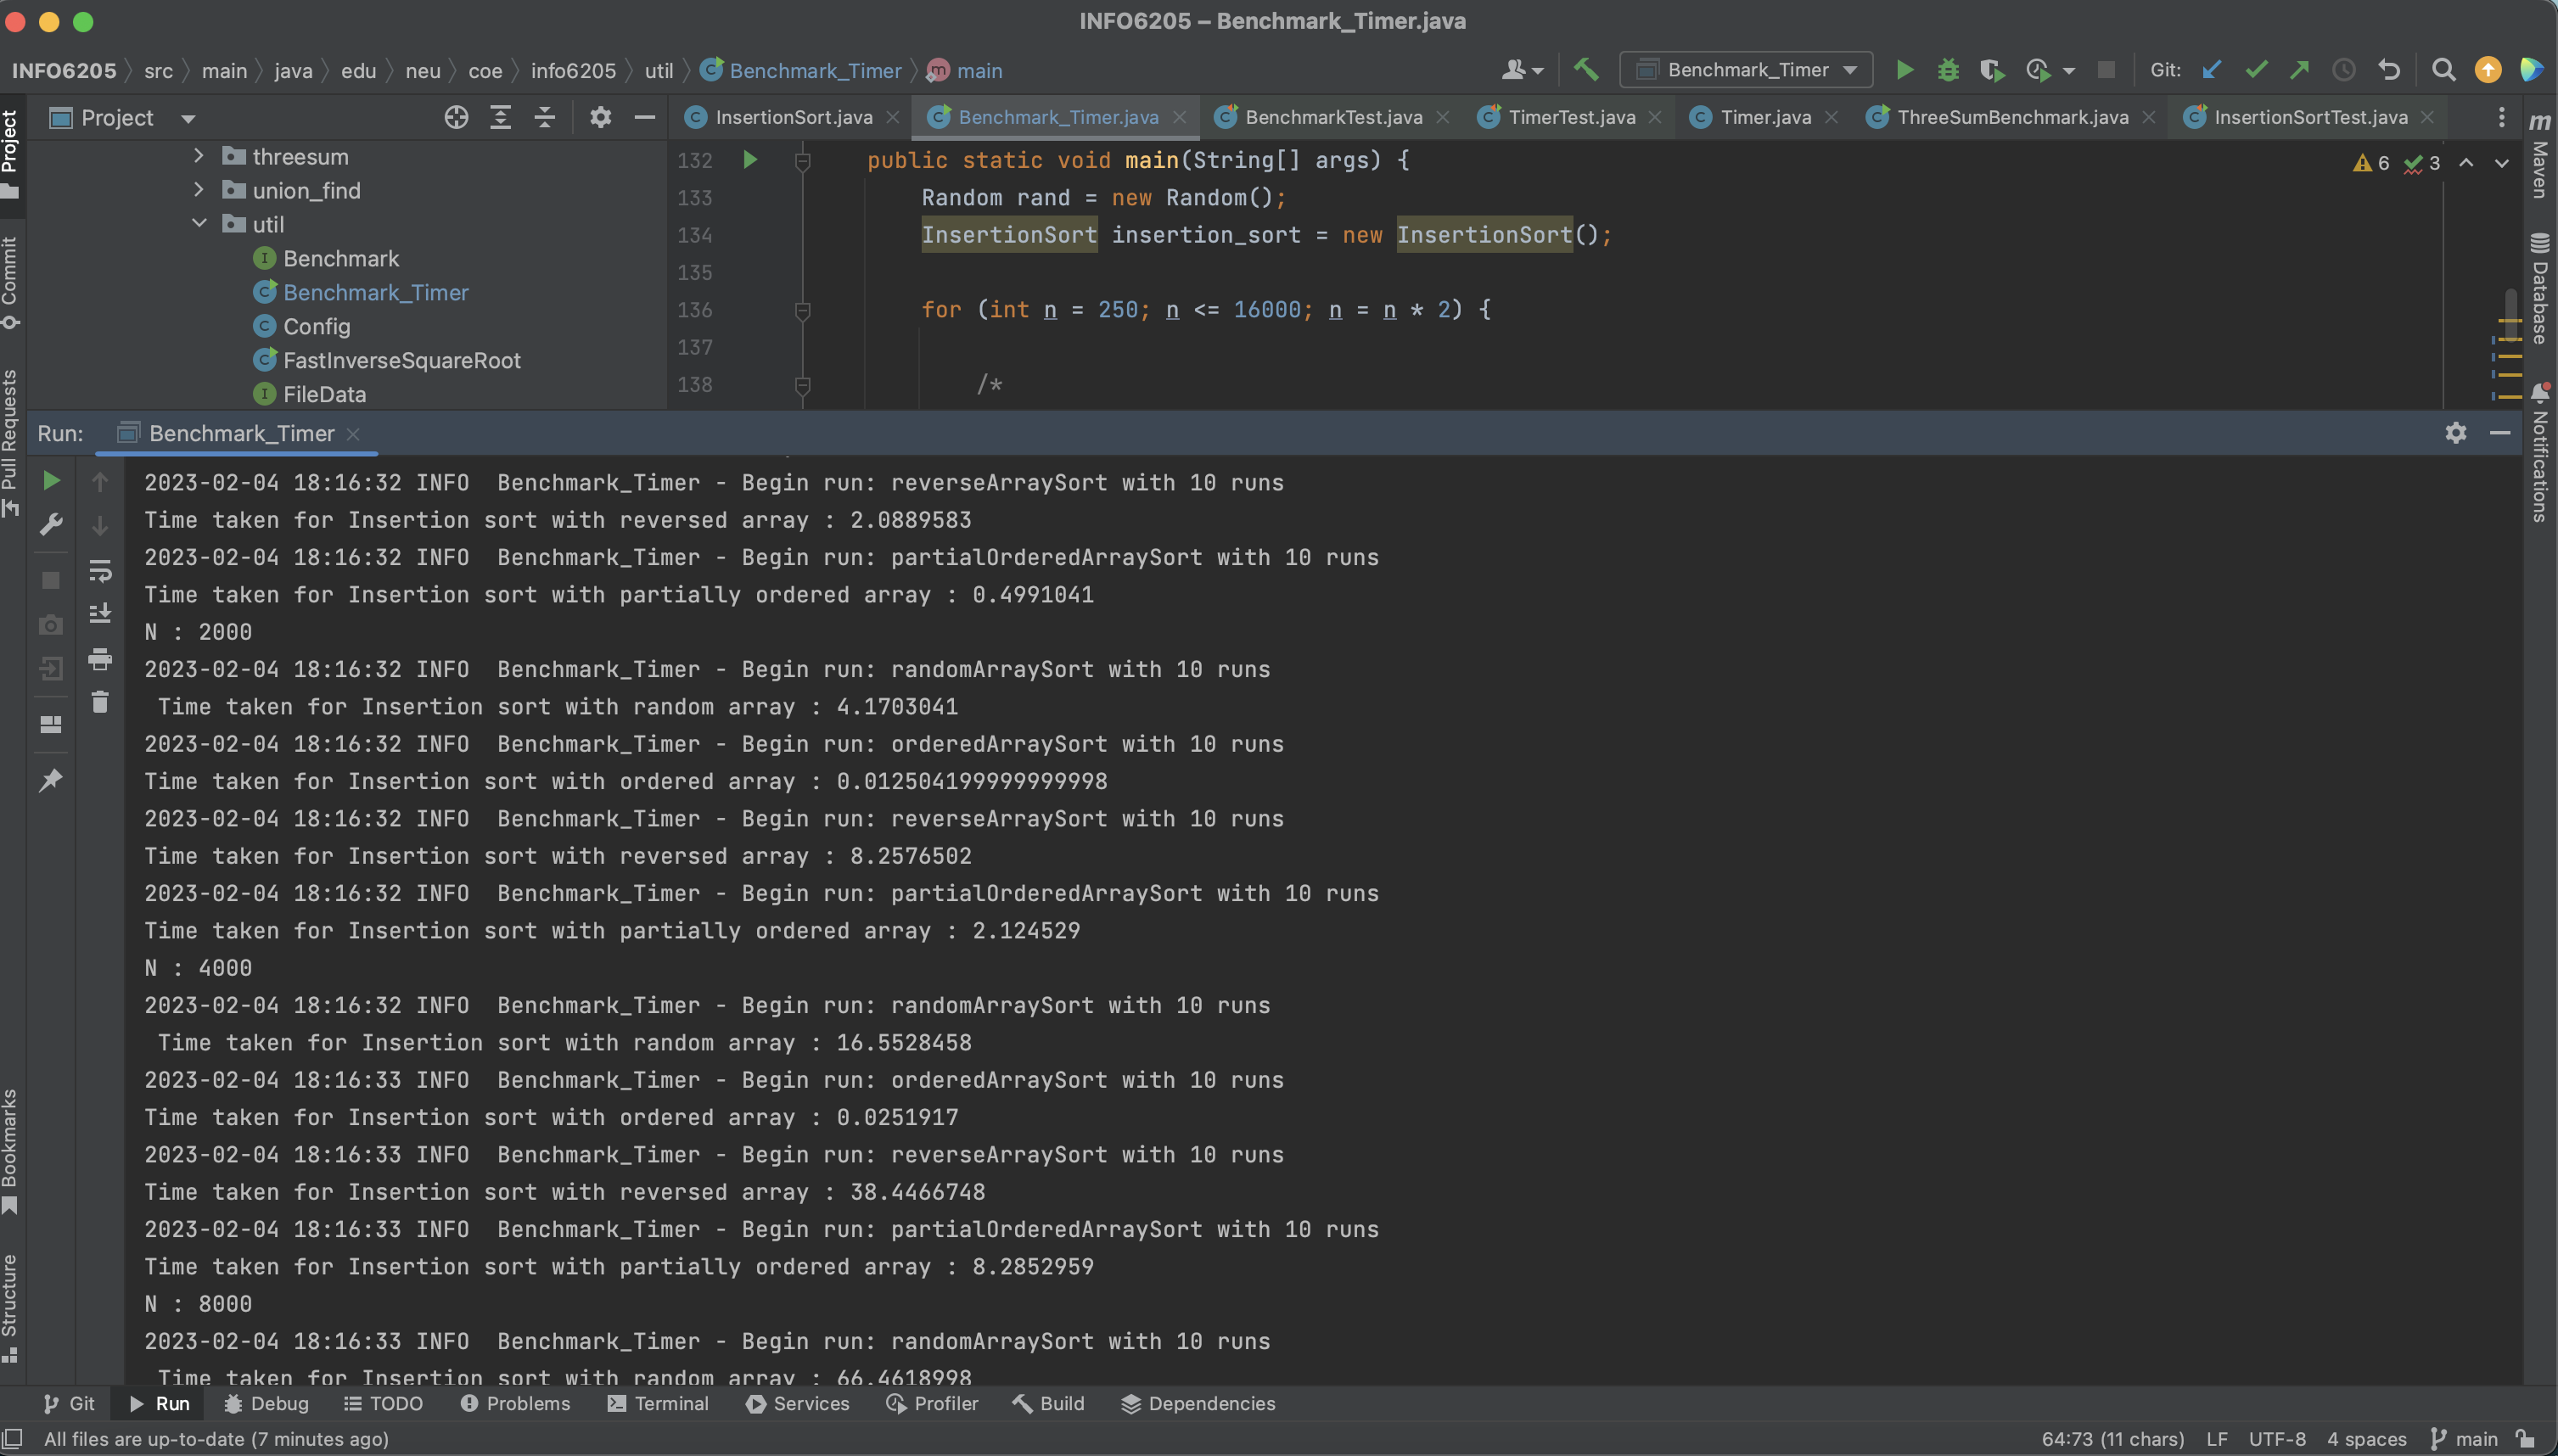 INFO6205 – Benchmark_Timer.java
INFO6205 src main java edu neu coe info6205 util Benchmark_Timer main
Benchmark_Timer
Git:
Project
InsertionSort.java
Benchmark_Timer.java
BenchmarkTest.java
TimerTest.java
Timer.java
ThreeSumBenchmark.java
InsertionSortTest.java
Project
Commit
Pull Requests
Bookmarks
Structure
Maven
Database
Notifications
threesum
union_find
util
Benchmark
Benchmark_Timer
Config
FastInverseSquareRoot
FileData
132 public static void main(String[] args) {
133 Random rand = new Random();
134 InsertionSort insertion_sort = new InsertionSort();
135
136 for (int n = 250; n <= 16000; n = n * 2) {
137
138 /*
6 3
Run: Benchmark_Timer
2023-02-04 18:16:32 INFO  Benchmark_Timer - Begin run: reverseArraySort with 10 runs
Time taken for Insertion sort with reversed array : 2.0889583
2023-02-04 18:16:32 INFO  Benchmark_Timer - Begin run: partialOrderedArraySort with 10 runs
Time taken for Insertion sort with partially ordered array : 0.4991041
N : 2000
2023-02-04 18:16:32 INFO  Benchmark_Timer - Begin run: randomArraySort with 10 runs
 Time taken for Insertion sort with random array : 4.1703041
2023-02-04 18:16:32 INFO  Benchmark_Timer - Begin run: orderedArraySort with 10 runs
Time taken for Insertion sort with ordered array : 0.012504199999999998
2023-02-04 18:16:32 INFO  Benchmark_Timer - Begin run: reverseArraySort with 10 runs
Time taken for Insertion sort with reversed array : 8.2576502
2023-02-04 18:16:32 INFO  Benchmark_Timer - Begin run: partialOrderedArraySort with 10 runs
Time taken for Insertion sort with partially ordered array : 2.124529
N : 4000
2023-02-04 18:16:32 INFO  Benchmark_Timer - Begin run: randomArraySort with 10 runs
 Time taken for Insertion sort with random array : 16.5528458
2023-02-04 18:16:33 INFO  Benchmark_Timer - Begin run: orderedArraySort with 10 runs
Time taken for Insertion sort with ordered array : 0.0251917
2023-02-04 18:16:33 INFO  Benchmark_Timer - Begin run: reverseArraySort with 10 runs
Time taken for Insertion sort with reversed array : 38.4466748
2023-02-04 18:16:33 INFO  Benchmark_Timer - Begin run: partialOrderedArraySort with 10 runs
Time taken for Insertion sort with partially ordered array : 8.2852959
N : 8000
2023-02-04 18:16:33 INFO  Benchmark_Timer - Begin run: randomArraySort with 10 runs
 Time taken for Insertion sort with random array : 66.4618998
Git Run Debug TODO Problems Terminal Services Profiler Build Dependencies
All files are up-to-date (7 minutes ago)
64:73 (11 chars) LF UTF-8 4 spaces main